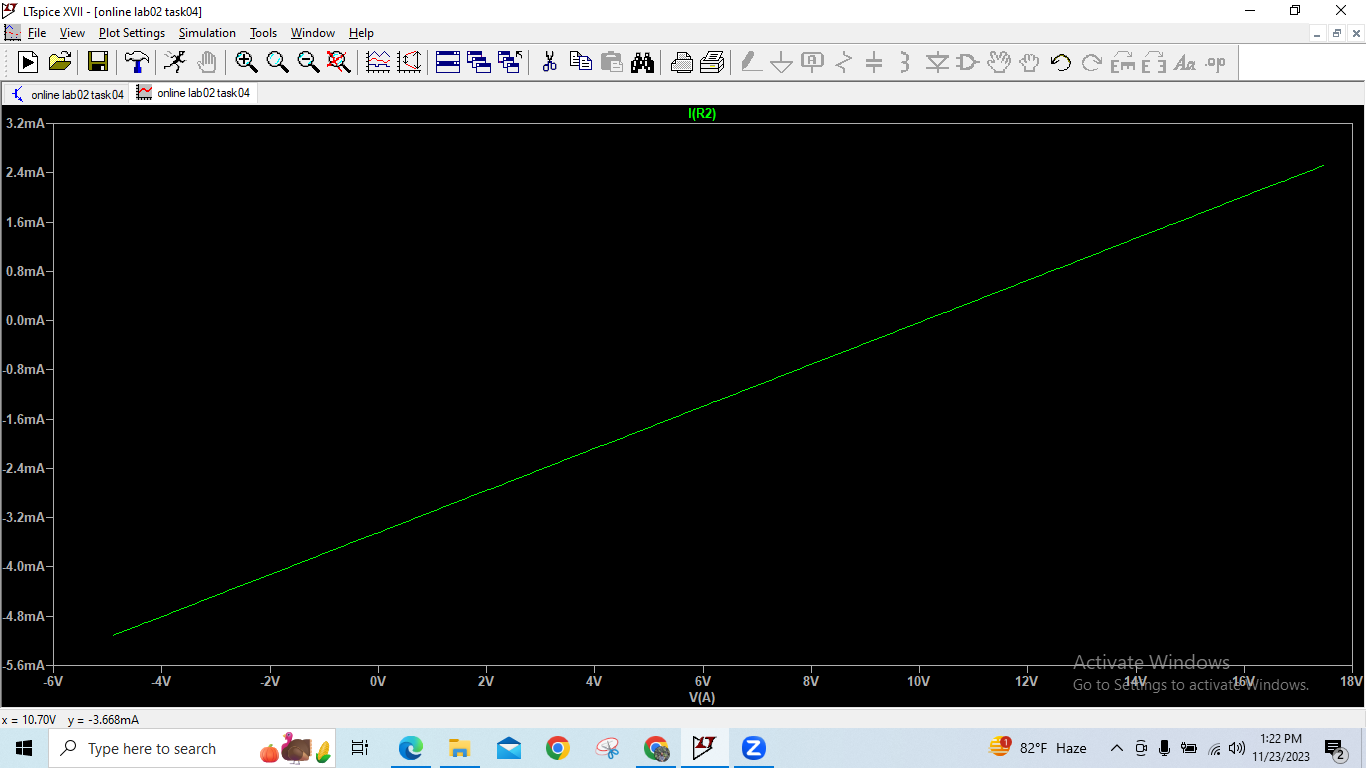 LTspice XVII - [online lab02 task04]
File View Plot Settings Simulation Tools Window Help
online lab02 task04 online lab02 task04
I(R2)
3.2mA
2.4mA
1.6mA
0.8mA
0.0mA
-0.8mA
-1.6mA
-2.4mA
-3.2mA
-4.0mA
-4.8mA
-5.6mA
-6V -4V -2V 0V 2V 4V 6V 8V 10V 12V 14V 16V 18V
V(A)
Activate Windows
Go to Settings to activate Windows.
x = 10.70V y = -3.668mA
Type here to search
1
82°F Haze
1:22 PM
11/23/2023
2